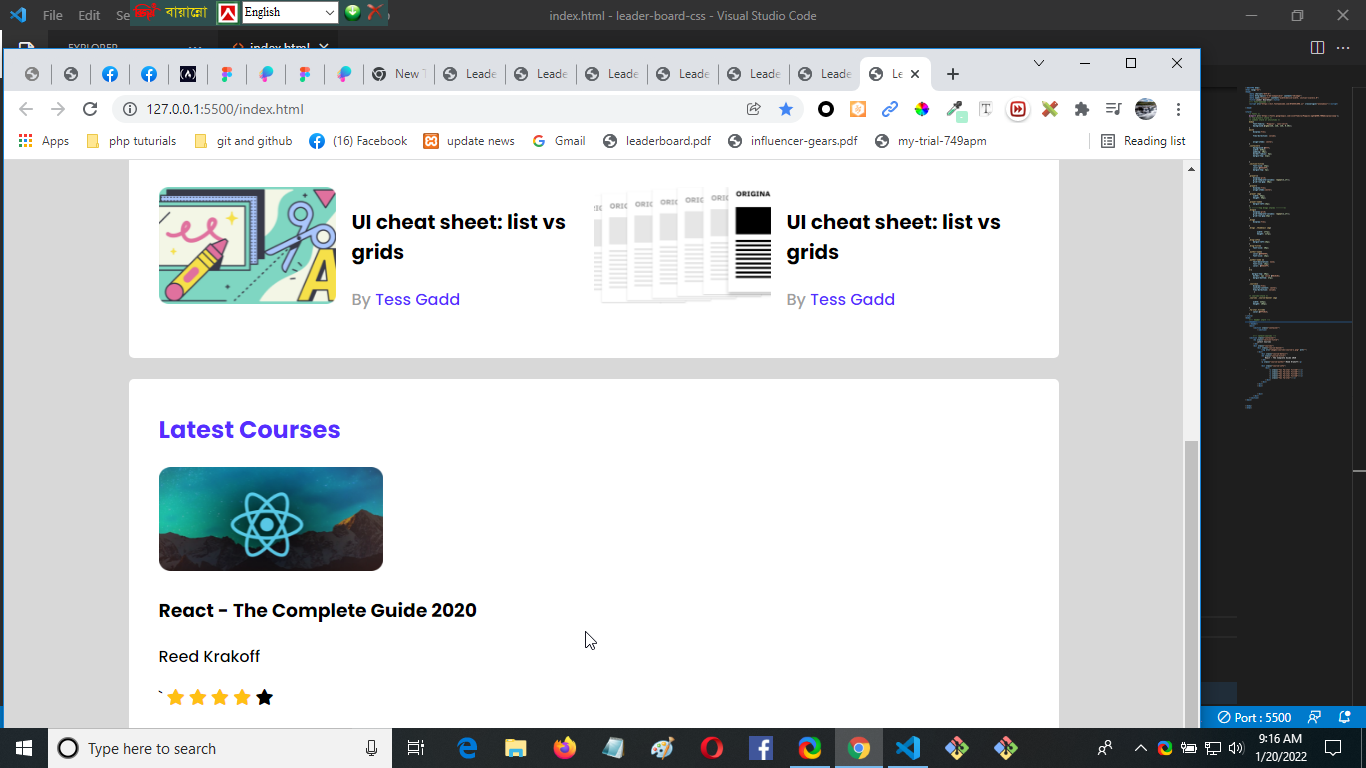 File Edit Se
বায়ান্নো
English
index.html - leader-board-css - Visual Studio Code
EXPLORER
index.html
New T
Leade
Leade
Leade
Leade
Leade
Leade
Le
127.0.0.1:5500/index.html
Apps
php tutuials
git and github
(16) Facebook
update news
Gmail
leaderboard.pdf
influencer-gears.pdf
my-trial-749apm
Reading list
UI cheat sheet: list vs
grids
By Tess Gadd
A
ORIGINA
UI cheat sheet: list vs
grids
By Tess Gadd
Latest Courses
React - The Complete Guide 2020
Reed Krakoff
`
Port : 5500
Type here to search
9:16 AM
1/20/2022